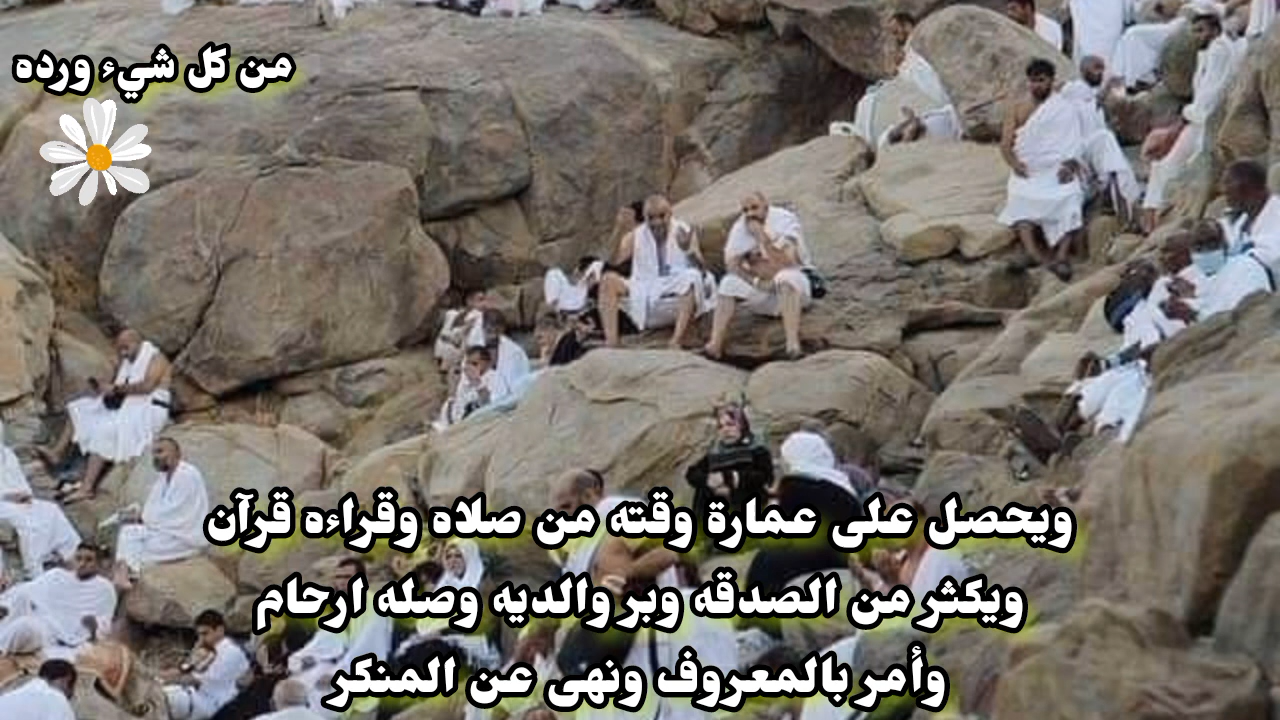 من كل شيء ورده
ويحصل على عمارة وقته من صلاه وقراءه قرآن
ويكثر من الصدقه وبر والديه وصله ارحام
وأمر بالمعروف ونهى عن المنكر